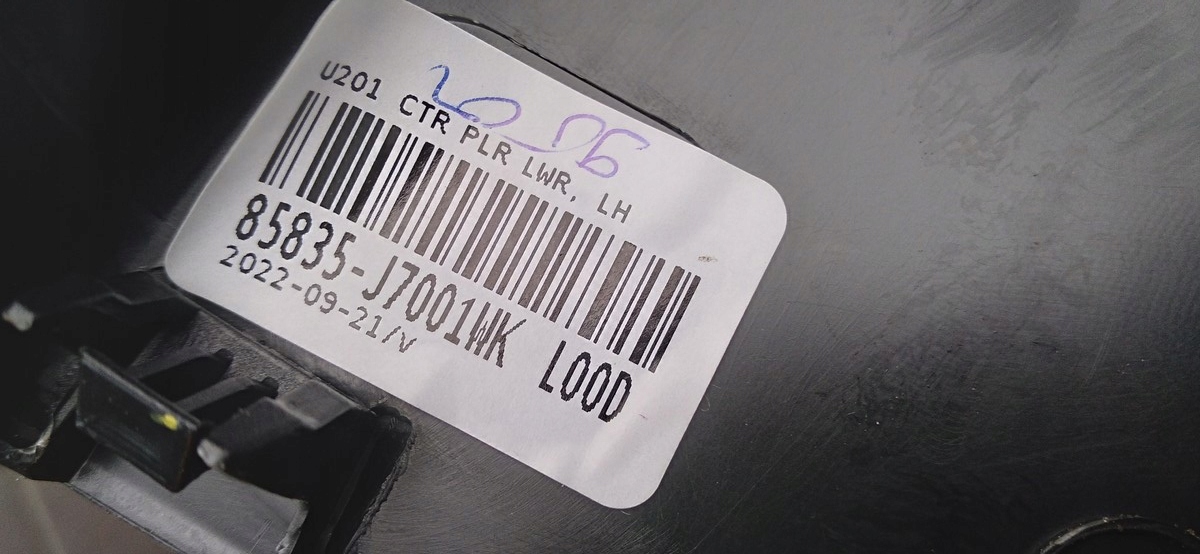 U201 CTR PLR LWR, LH
85835-J7001WK L00D
2022-09-21/V